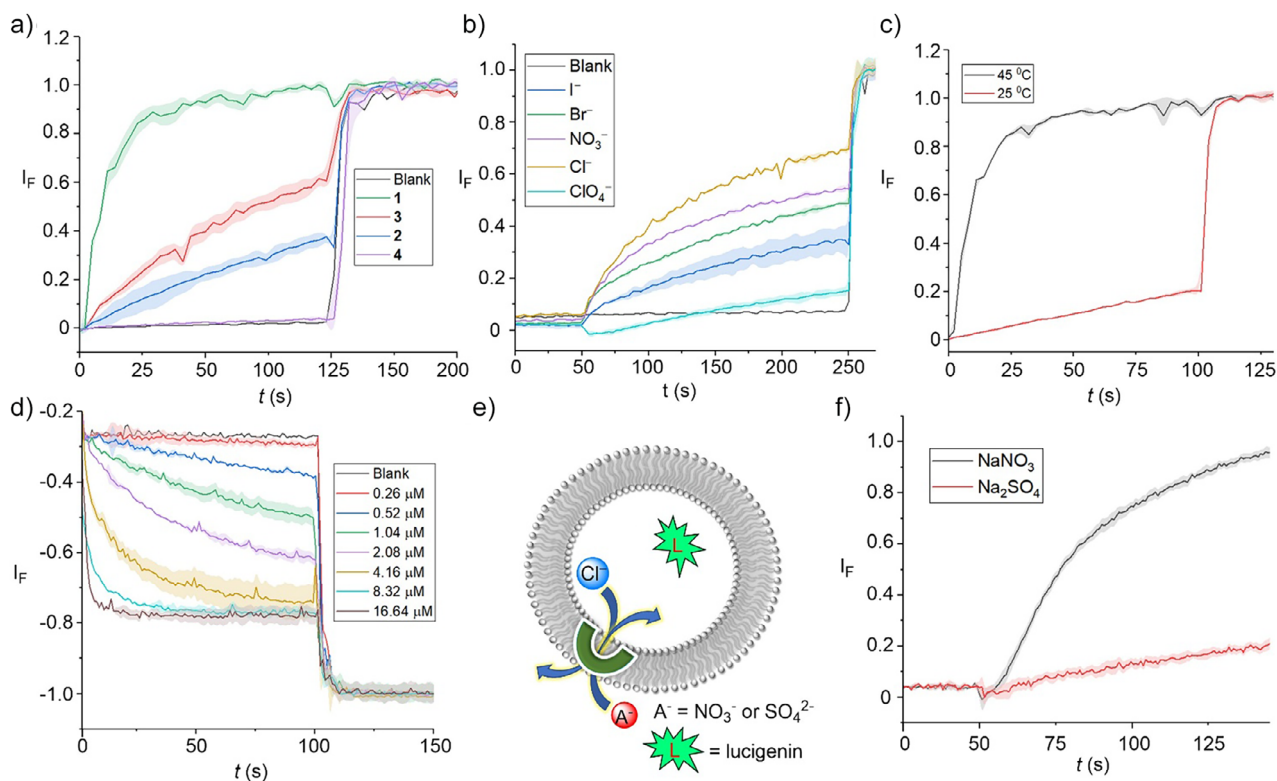 a)
1.2
1.0
0.8
0.6
0.4
0.2
0
I_F
0 25 50 75 100 125 150 175 200
t (s)
Blank
1
3
2
4
b)
1.2
1.0
0.8
0.6
0.4
0.2
0
I_F
0 50 100 150 200 250
t (s)
Blank
I⁻
Br⁻
NO₃⁻
Cl⁻
ClO₄⁻
c)
1.2
1.0
0.8
0.6
0.4
0.2
0
I_F
0 25 50 75 100 125
t (s)
45 ⁰C
25 ⁰C
d)
-0.2
-0.4
-0.6
-0.8
-1.0
I_F
0 50 100 150
t (s)
Blank
0.26 μM
0.52 μM
1.04 μM
2.08 μM
4.16 μM
8.32 μM
16.64 μM
e)
L
Cl⁻
A⁻
A⁻ = NO₃⁻ or SO₄²⁻
L = lucigenin
f)
1.0
0.8
0.6
0.4
0.2
0
I_F
0 25 50 75 100 125
t (s)
NaNO₃
Na₂SO₄